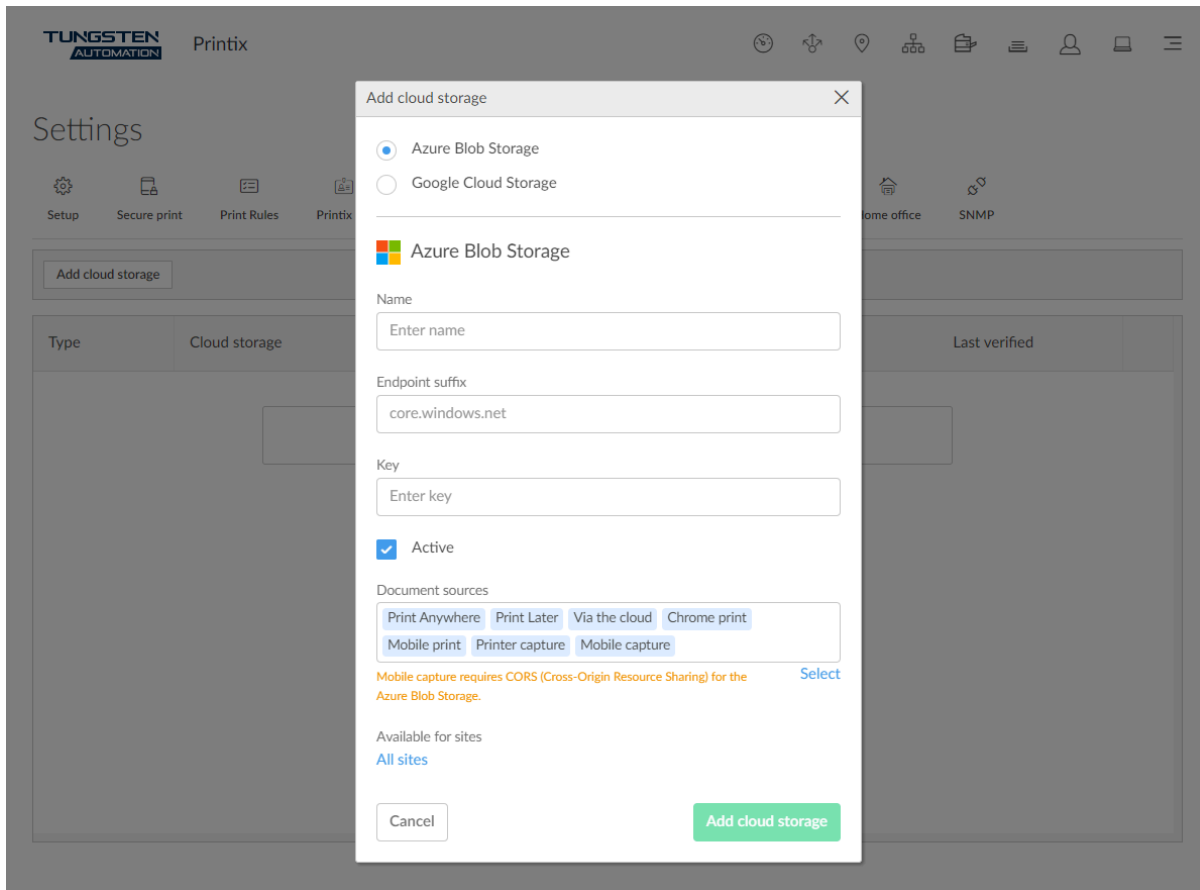 TUNGSTEN
AUTOMATION
Printix
Settings
Setup
Secure print
Print Rules
Printix
ome office
SNMP
Add cloud storage
Type
Cloud storage
Last verified
Add cloud storage
Azure Blob Storage
Google Cloud Storage
Azure Blob Storage
Name
Enter name
Endpoint suffix
core.windows.net
Key
Enter key
Active
Document sources
Print Anywhere Print Later Via the cloud Chrome print
Mobile print Printer capture Mobile capture
Mobile capture requires CORS (Cross-Origin Resource Sharing) for the
Azure Blob Storage.
Select
Available for sites
All sites
Cancel
Add cloud storage